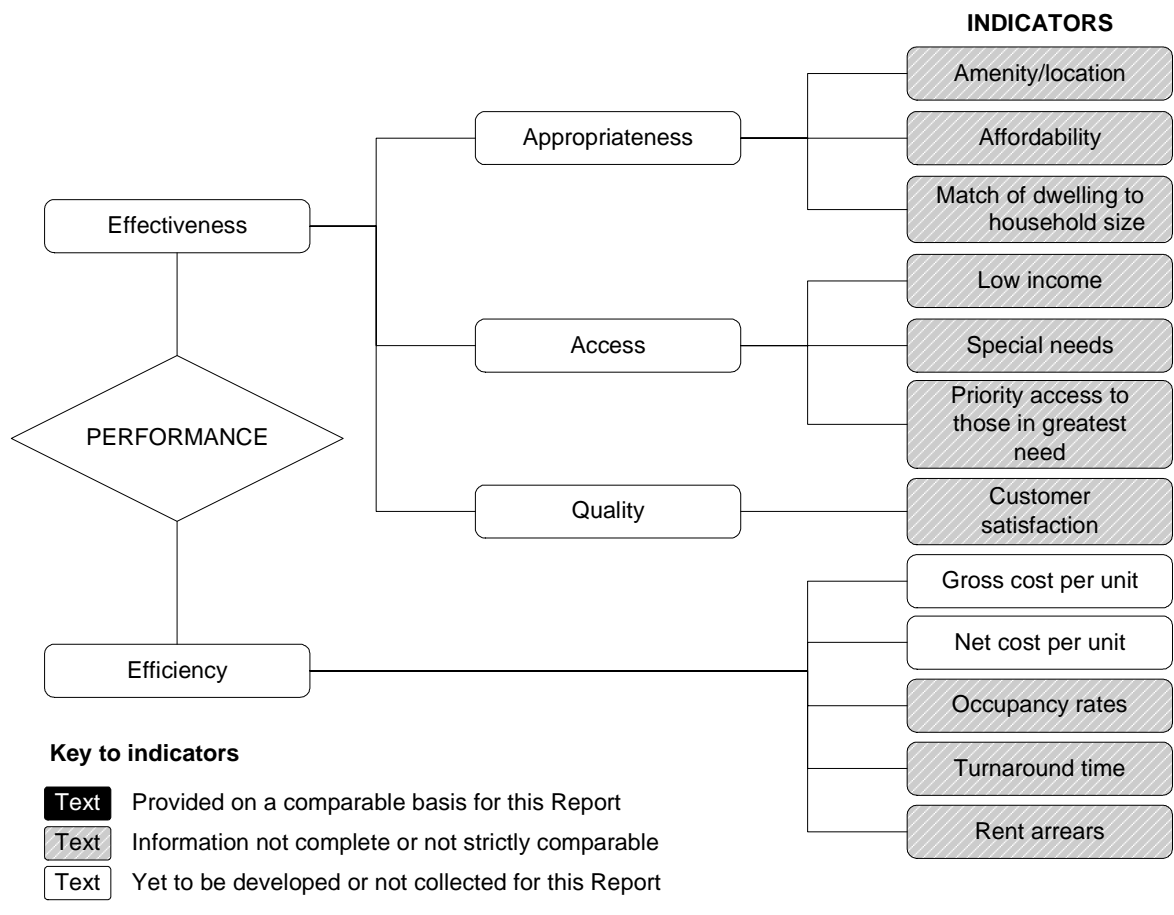 INDICATORS
Amenity/location
Appropriateness
Affordability
Match of dwelling to
household size
Effectiveness
Low income
Access
Special needs
Priority access to
those in greatest
need
PERFORMANCE
Quality
Customer
satisfaction
Gross cost per unit
Net cost per unit
Efficiency
Occupancy rates
Turnaround time
Rent arrears
Key to indicators
Text Provided on a comparable basis for this Report
Text Information not complete or not strictly comparable
Text Yet to be developed or not collected for this Report